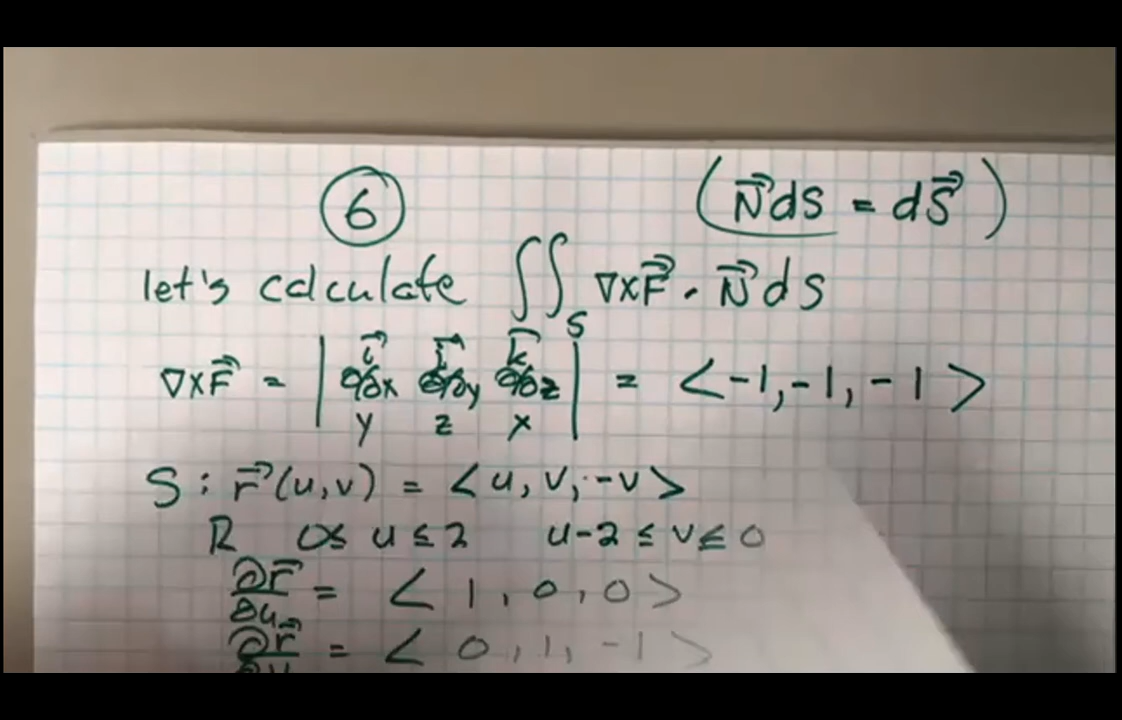 6
(N⃗dS = dS⃗)
let's calculate ∬_S ∇×F⃗ · N⃗ dS
∇×F⃗ = | i⃗ j⃗ k⃗
∂/∂x ∂/∂y ∂/∂z
y z x | = <-1, -1, -1>
S : r⃗(u,v) = <u, v, -v>
R 0≤ u ≤ 2 u-2 ≤ v ≤ 0
∂r⃗/∂u = < 1, 0, 0 >
∂r⃗/∂v = < 0, 1, -1 >